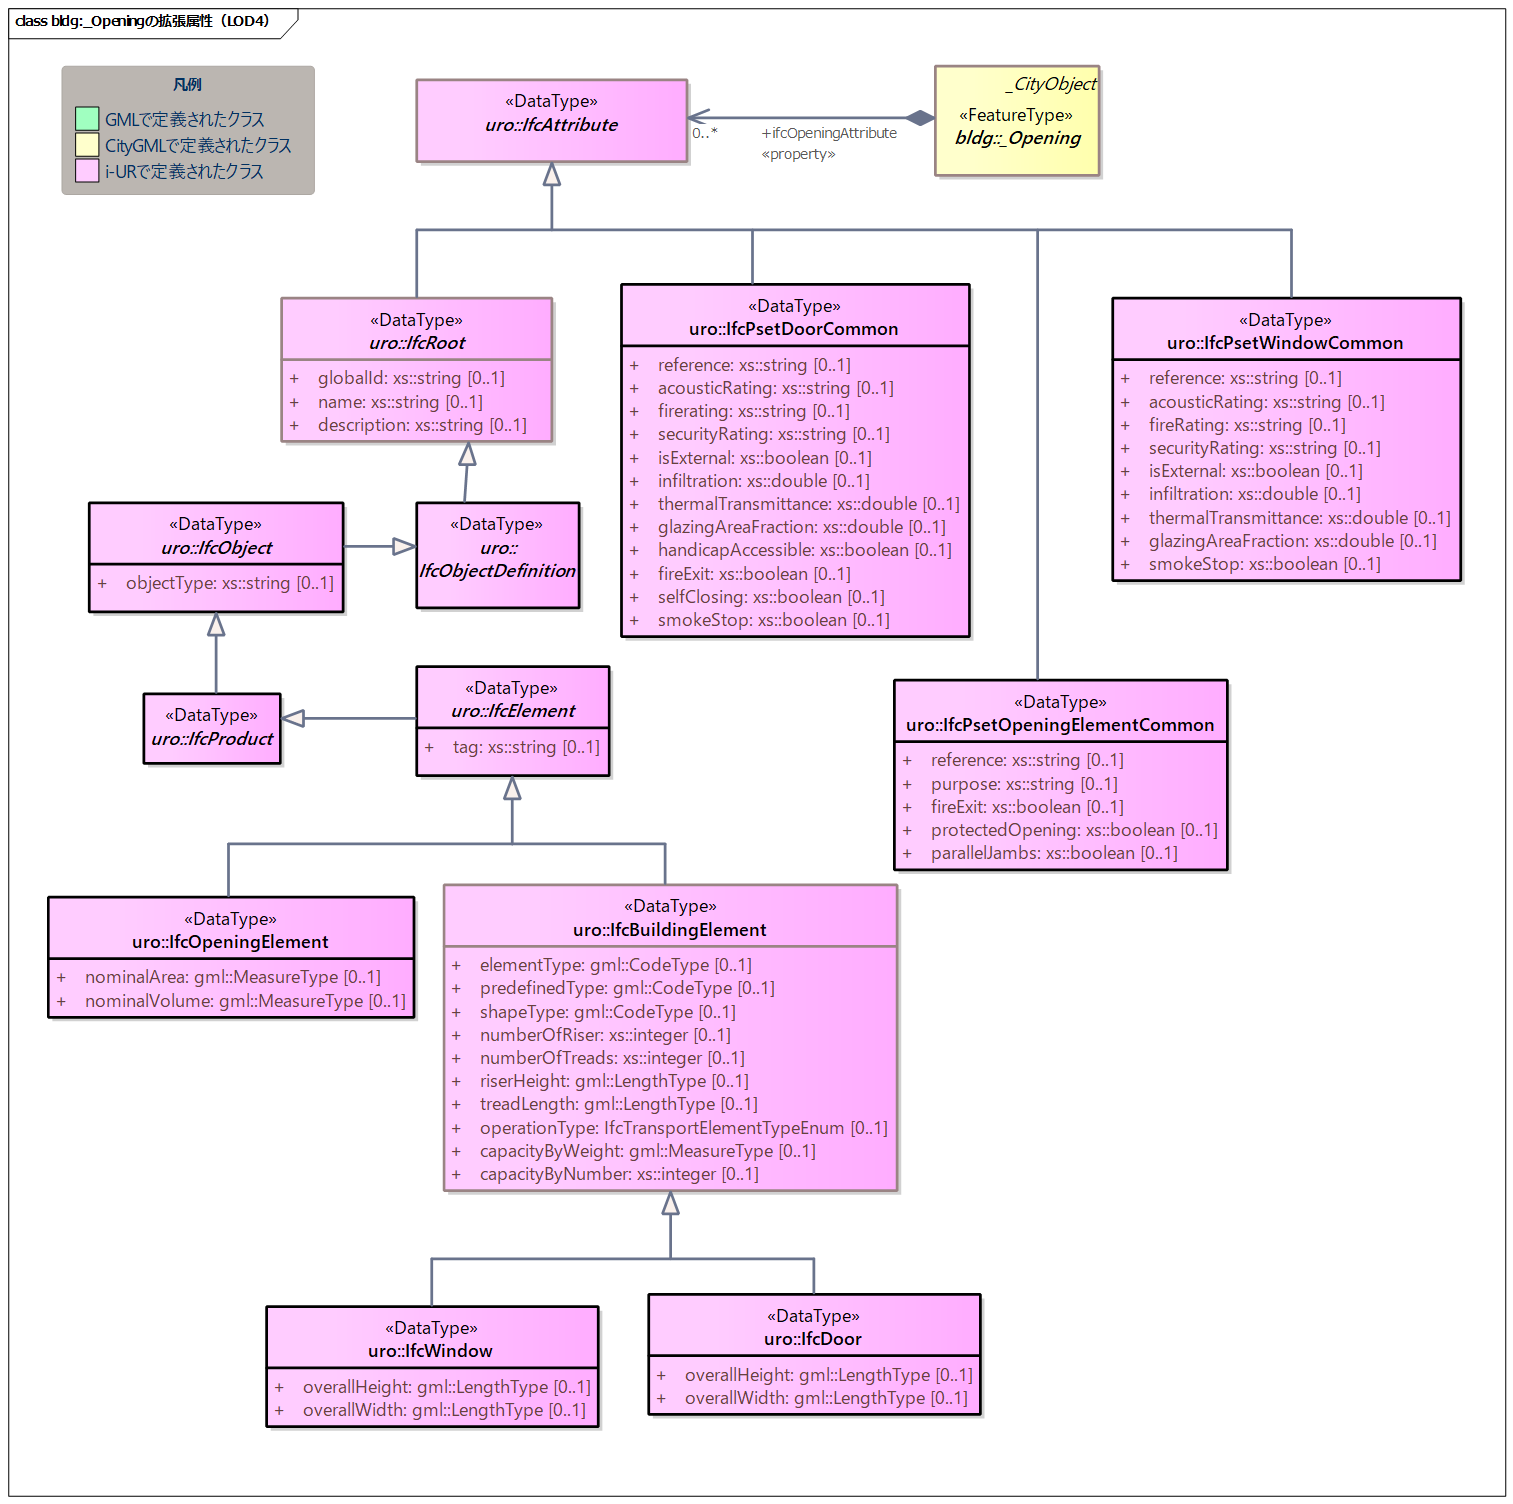 class bldg:_Openingの拡張属性（LOD4）
凡例
GMLで定義されたクラス
CityGMLで定義されたクラス
i-URで定義されたクラス
«DataType»
uro::IfcAttribute
0..*
+ifcOpeningAttribute
«property»
_CityObject
«FeatureType»
bldg::_Opening
«DataType»
uro::IfcRoot
+ globalId: xs::string [0..1]
+ name: xs::string [0..1]
+ description: xs::string [0..1]
«DataType»
uro::IfcPsetDoorCommon
+ reference: xs::string [0..1]
+ acousticRating: xs::string [0..1]
+ firerating: xs::string [0..1]
+ securityRating: xs::string [0..1]
+ isExternal: xs::boolean [0..1]
+ infiltration: xs::double [0..1]
+ thermalTransmittance: xs::double [0..1]
+ glazingAreaFraction: xs::double [0..1]
+ handicapAccessible: xs::boolean [0..1]
+ fireExit: xs::boolean [0..1]
+ selfClosing: xs::boolean [0..1]
+ smokeStop: xs::boolean [0..1]
«DataType»
uro::IfcPsetWindowCommon
+ reference: xs::string [0..1]
+ acousticRating: xs::string [0..1]
+ fireRating: xs::string [0..1]
+ securityRating: xs::string [0..1]
+ isExternal: xs::boolean [0..1]
+ infiltration: xs::double [0..1]
+ thermalTransmittance: xs::double [0..1]
+ glazingAreaFraction: xs::double [0..1]
+ smokeStop: xs::boolean [0..1]
«DataType»
uro::IfcObject
+ objectType: xs::string [0..1]
«DataType»
uro::
IfcObjectDefinition
«DataType»
uro::IfcProduct
«DataType»
uro::IfcElement
+ tag: xs::string [0..1]
«DataType»
uro::IfcPsetOpeningElementCommon
+ reference: xs::string [0..1]
+ purpose: xs::string [0..1]
+ fireExit: xs::boolean [0..1]
+ protectedOpening: xs::boolean [0..1]
+ parallelJambs: xs::boolean [0..1]
«DataType»
uro::IfcOpeningElement
+ nominalArea: gml::MeasureType [0..1]
+ nominalVolume: gml::MeasureType [0..1]
«DataType»
uro::IfcBuildingElement
+ elementType: gml::CodeType [0..1]
+ predefinedType: gml::CodeType [0..1]
+ shapeType: gml::CodeType [0..1]
+ numberOfRiser: xs::integer [0..1]
+ numberOfTreads: xs::integer [0..1]
+ riserHeight: gml::LengthType [0..1]
+ treadLength: gml::LengthType [0..1]
+ operationType: IfcTransportElementTypeEnum [0..1]
+ capacityByWeight: gml::MeasureType [0..1]
+ capacityByNumber: xs::integer [0..1]
«DataType»
uro::IfcWindow
+ overallHeight: gml::LengthType [0..1]
+ overallWidth: gml::LengthType [0..1]
«DataType»
uro::IfcDoor
+ overallHeight: gml::LengthType [0..1]
+ overallWidth: gml::LengthType [0..1]